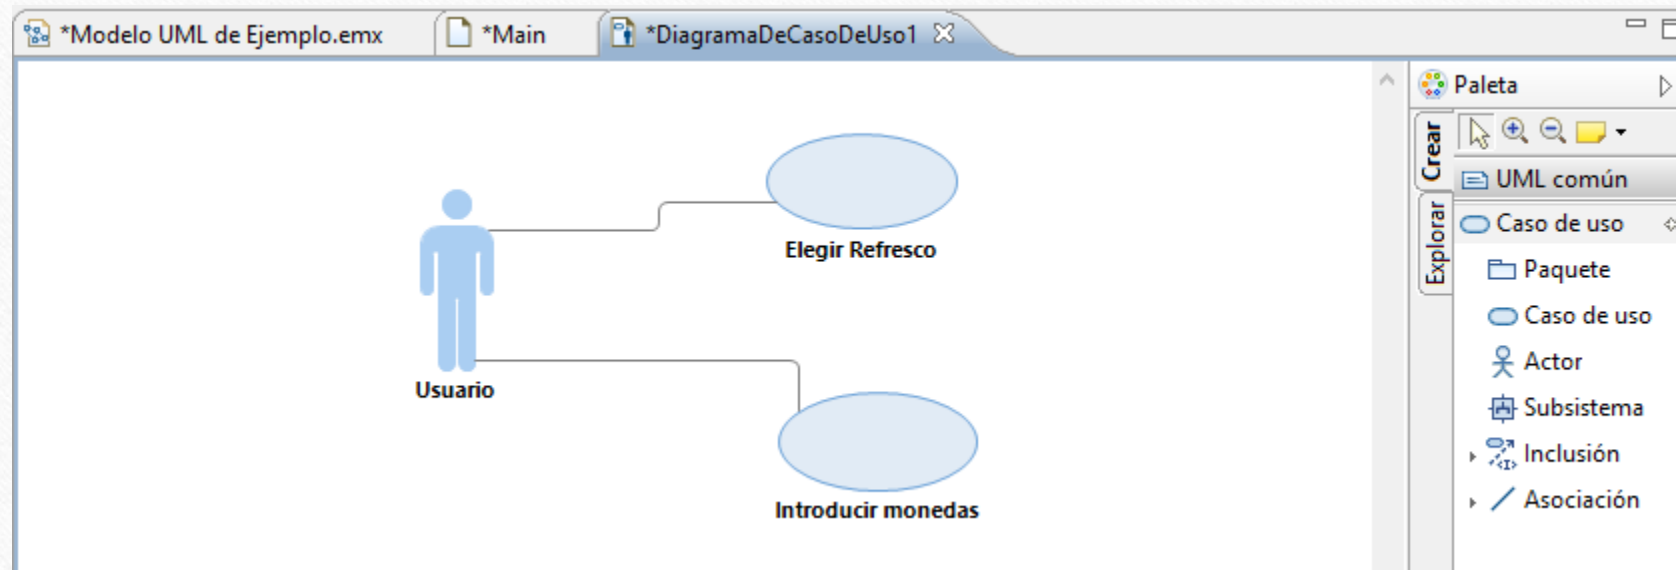 *Modelo UML de Ejemplo.emx
*Main
*DiagramaDeCasoDeUso1
Paleta
Crear
Explorar
UML común
Caso de uso
Paquete
Caso de uso
Actor
Subsistema
Inclusión
Asociación
Elegir Refresco
Usuario
Introducir monedas